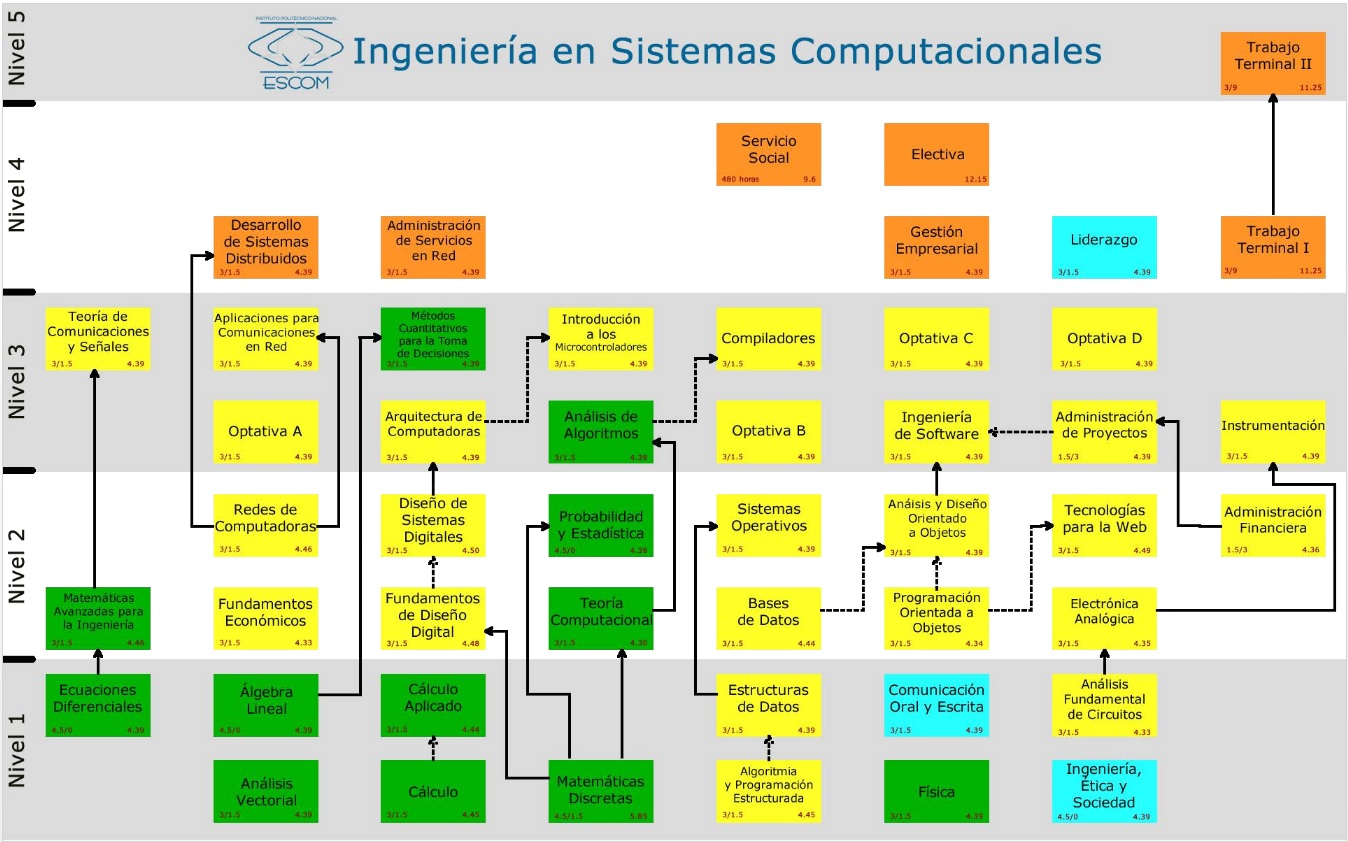 Nivel 5
INSTITUTO POLITÉCNICO NACIONAL
ESCOM
Ingeniería en Sistemas Computacionales
Trabajo
Terminal II
3/9 11.25
Nivel 4
Servicio
Social
480 horas 9.6
Electiva
12.15
Desarrollo
de Sistemas
Distribuidos
3/1.5 4.39
Administración
de Servicios
en Red
3/1.5 4.39
Gestión
Empresarial
3/1.5 4.39
Liderazgo
3/1.5 4.39
Trabajo
Terminal I
3/9 11.25
Nivel 3
Teoría de
Comunicaciones
y Señales
3/1.5 4.39
Aplicaciones para
Comunicaciones
en Red
3/1.5 4.39
Métodos
Cuantitativos
para la Toma
de Decisiones
3/1.5 4.39
Introducción
a los
Microcontroladores
3/1.5 4.39
Compiladores
3/1.5 4.39
Optativa C
3/1.5 4.39
Optativa D
3/1.5 4.39
Optativa A
3/1.5 4.39
Arquitectura de
Computadoras
3/1.5 4.39
Análisis de
Algoritmos
3/1.5 4.39
Optativa B
3/1.5 4.39
Ingeniería
de Software
3/1.5 4.39
Administración
de Proyectos
1.5/3 4.39
Instrumentación
3/1.5 4.39
Nivel 2
Redes de
Computadoras
3/1.5 4.46
Diseño de
Sistemas
Digitales
3/1.5 4.50
Probabilidad
y Estadística
4.5/0 4.39
Sistemas
Operativos
3/1.5 4.39
Anáisis y Diseño
Orientado
a Objetos
3/1.5 4.39
Tecnologías
para la Web
3/1.5 4.49
Administración
Financiera
1.5/3 4.36
Matemáticas
Avanzadas para
la Ingeniería
3/1.5 4.46
Fundamentos
Económicos
3/1.5 4.33
Fundamentos
de Diseño
Digital
3/1.5 4.48
Teoría
Computacional
3/1.5 4.30
Bases
de Datos
3/1.5 4.44
Programación
Orientada a
Objetos
3/1.5 4.34
Electrónica
Analógica
3/1.5 4.35
Nivel 1
Ecuaciones
Diferenciales
4.5/0 4.39
Álgebra
Lineal
4.5/0 4.39
Cálculo
Aplicado
3/1.5 4.44
Estructuras
de Datos
3/1.5 4.39
Comunicación
Oral y Escrita
3/1.5 4.39
Análisis
Fundamental
de Circuitos
3/1.5 4.33
Análisis
Vectorial
3/1.5 4.39
Cálculo
3/1.5 4.45
Matemáticas
Discretas
4.5/1.5 5.85
Algoritmia
y Programación
Estructurada
3/1.5 4.45
Física
3/1.5 4.39
Ingeniería,
Ética y
Sociedad
4.5/0 4.39